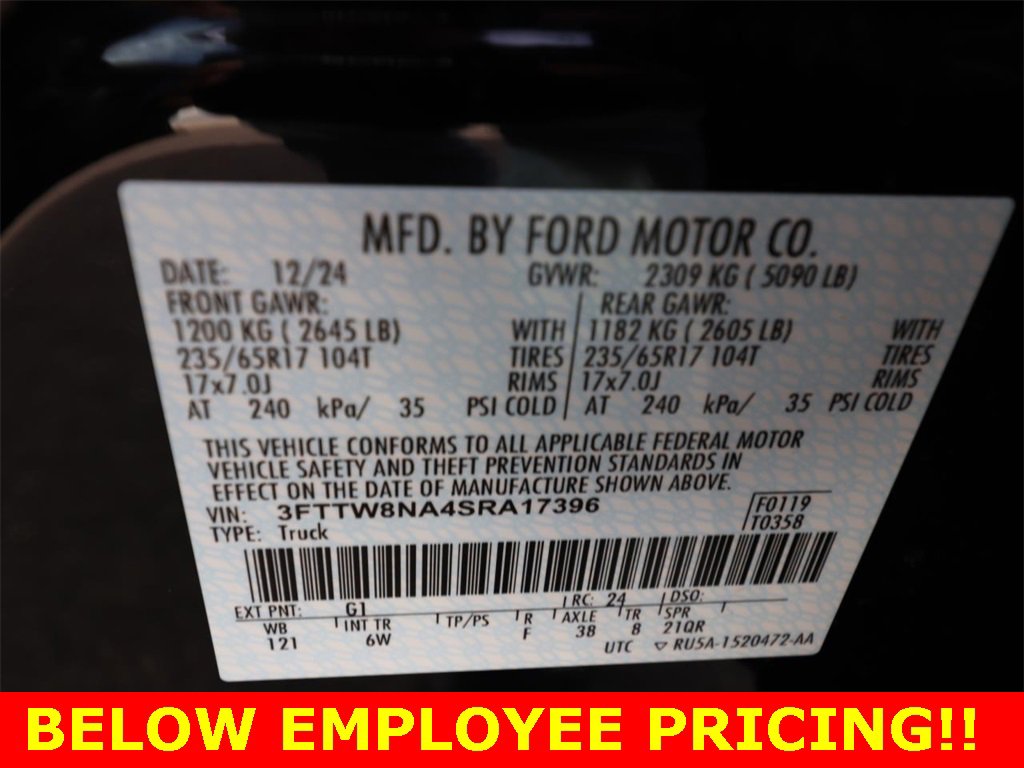 MFD. BY FORD MOTOR CO.
DATE: 12/24 GVWR: 2309 KG ( 5090 LB)
FRONT GAWR: REAR GAWR:
1200 KG ( 2645 LB) WITH 1182 KG ( 2605 LB) WITH
235/65R17 104T TIRES 235/65R17 104T TIRES
17x7.0J RIMS 17x7.0J RIMS
AT 240 kPa/ 35 PSI COLD AT 240 kPa/ 35 PSI COLD
THIS VEHICLE CONFORMS TO ALL APPLICABLE FEDERAL MOTOR
VEHICLE SAFETY AND THEFT PREVENTION STANDARDS IN
EFFECT ON THE DATE OF MANUFACTURE SHOWN ABOVE.
VIN: 3FTTW8NA4SRA17396 F0119
TYPE: Truck T0358
EXT PNT: G1 RC: 24 DSO:
WB INT TR TP/PS R AXLE TR SPR
121 6W F 38 8 21QR
UTC ▽ RU5A-1520472-AA
BELOW EMPLOYEE PRICING!!